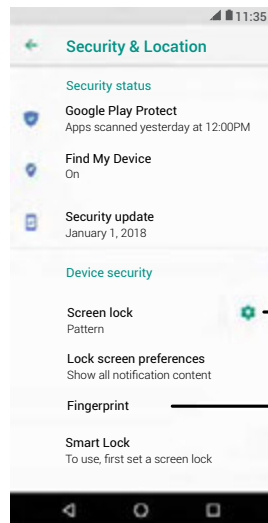 11:35
Security & Location
Security status
Google Play Protect
Apps scanned yesterday at 12:00PM
Find My Device
On
Security update
January 1, 2018
Device security
Screen lock
Pattern
Lock screen preferences
Show all notification content
Fingerprint
Smart Lock
To use, first set a screen lock